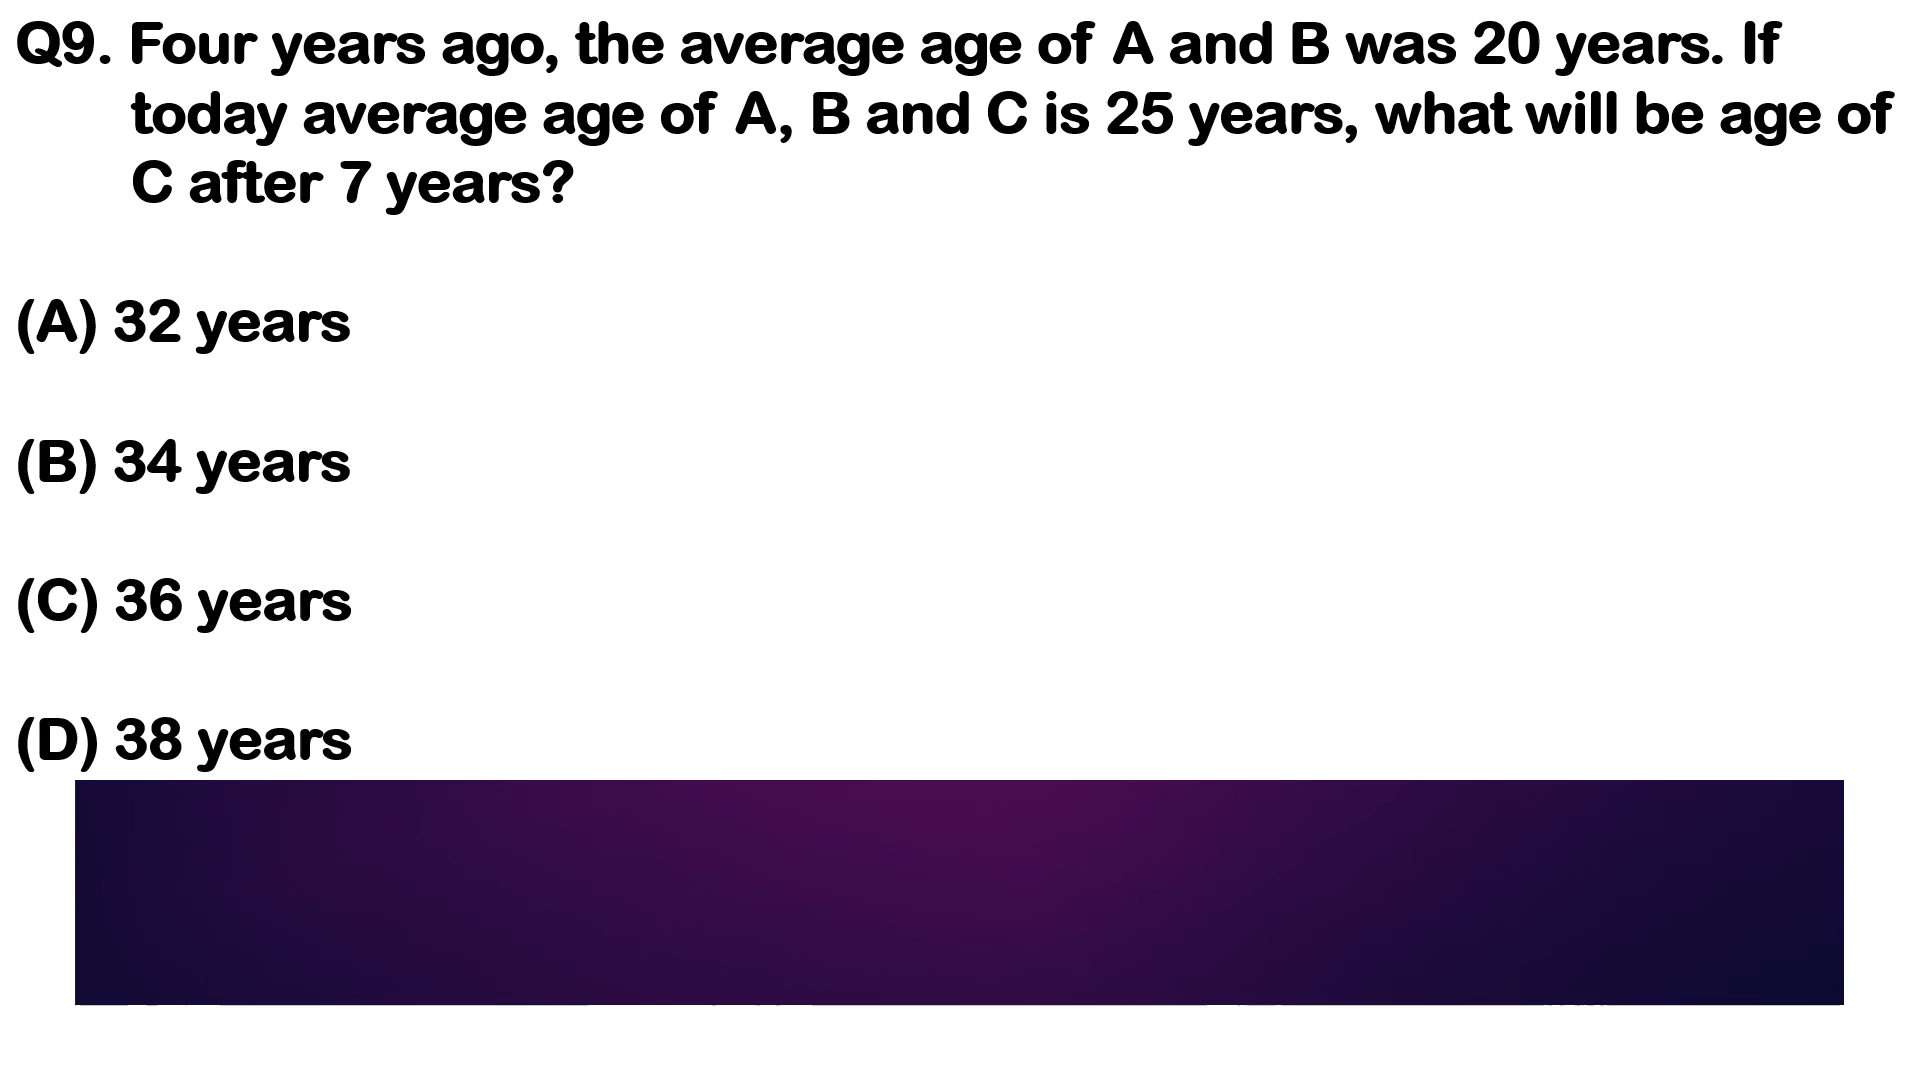 Q9. Four years ago, the average age of A and B was 20 years. If
today average age of A, B and C is 25 years, what will be age of
C after 7 years?
(A) 32 years
(B) 34 years
(C) 36 years
(D) 38 years